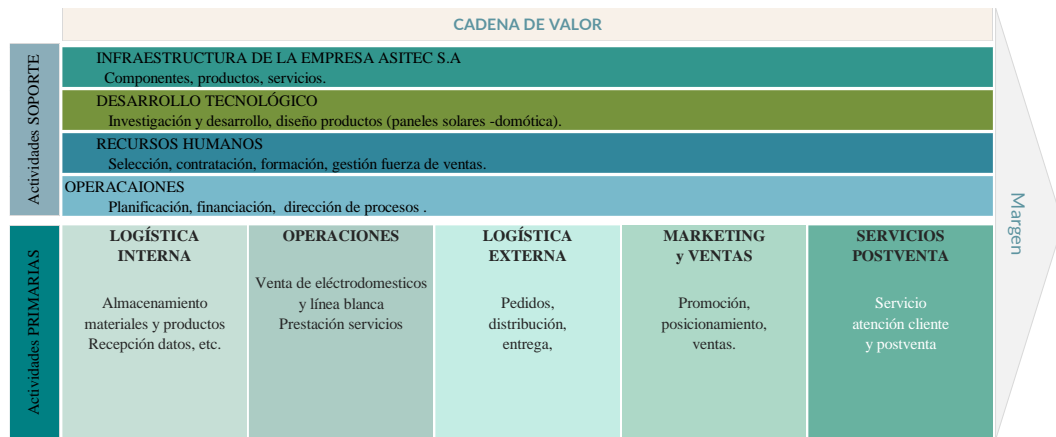 CADENA DE VALOR
Actividades SOPORTE
INFRAESTRUCTURA DE LA EMPRESA ASITEC S.A
Componentes, productos, servicios.
DESARROLLO TECNOLÓGICO
Investigación y desarrollo, diseño productos (paneles solares -domótica).
RECURSOS HUMANOS
Selección, contratación, formación, gestión fuerza de ventas.
OPERACAIONES
Planificación, financiación,  dirección de procesos .
Actividades PRIMARIAS
LOGÍSTICA
INTERNA
Almacenamiento
materiales y productos
Recepción datos, etc.
OPERACIONES
Venta de eléctrodomesticos
y línea blanca
Prestación servicios
LOGÍSTICA
EXTERNA
Pedidos,
distribución,
entrega,
MARKETING
y VENTAS
Promoción,
posicionamiento,
ventas.
SERVICIOS
POSTVENTA
Servicio
atención cliente
y postventa
Margen